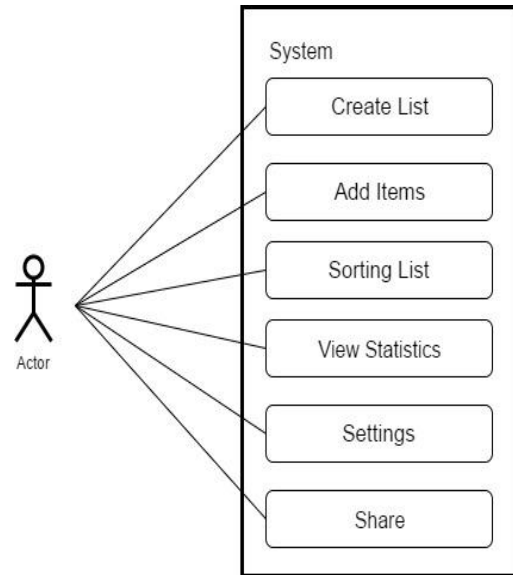 System
Create List
Add Items
Sorting List
View Statistics
Settings
Share
Actor